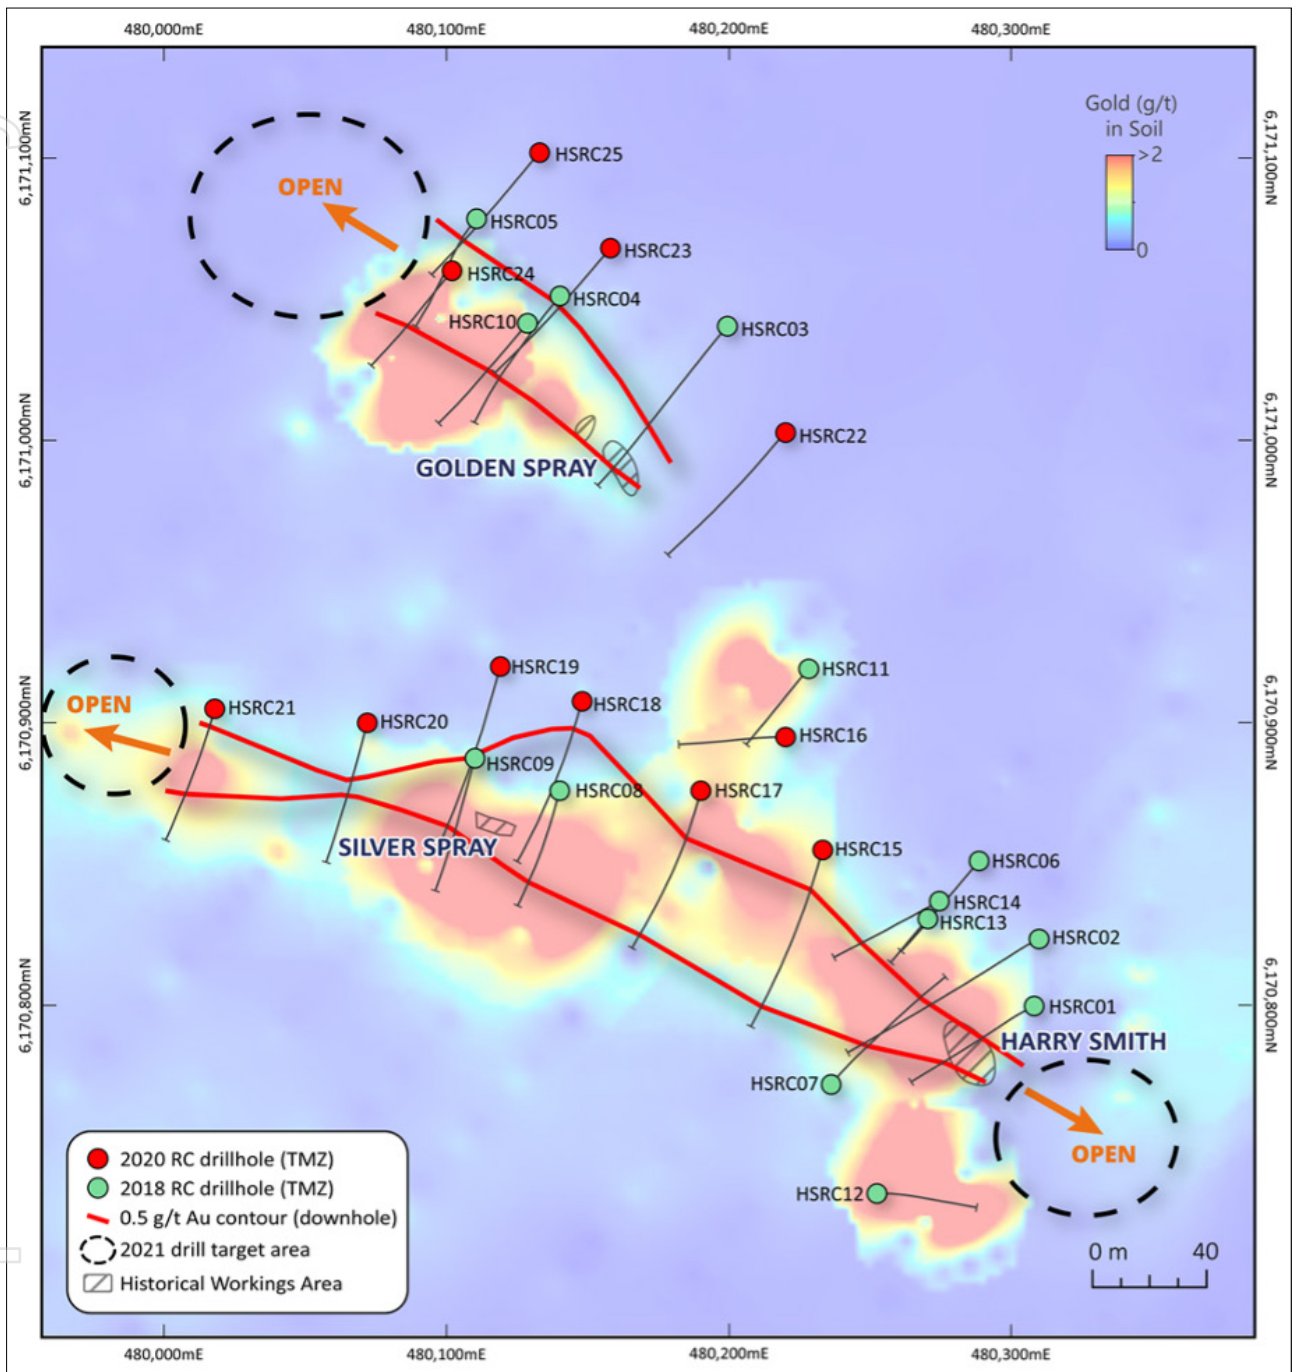 480,000mE
480,100mE
480,200mE
480,300mE
Gold (g/t)
in Soil
>2
0
6,171,100mN
6,171,100mN
HSRC25
OPEN
HSRC05
HSRC23
HSRC24
HSRC04
HSRC10
HSRC03
6,171,000mN
6,171,000mN
HSRC22
GOLDEN SPRAY
HSRC19
HSRC11
OPEN
HSRC21
HSRC18
HSRC20
6,170,900mN
6,170,900mN
HSRC16
HSRC09
HSRC08
HSRC17
SILVER SPRAY
HSRC15
HSRC06
HSRC14
HSRC13
HSRC02
6,170,800mN
6,170,800mN
HSRC01
HARRY SMITH
HSRC07
OPEN
HSRC12
2020 RC drillhole (TMZ)
2018 RC drillhole (TMZ)
0.5 g/t Au contour (downhole)
2021 drill target area
Historical Workings Area
0 m
40
480,000mE
480,100mE
480,200mE
480,300mE